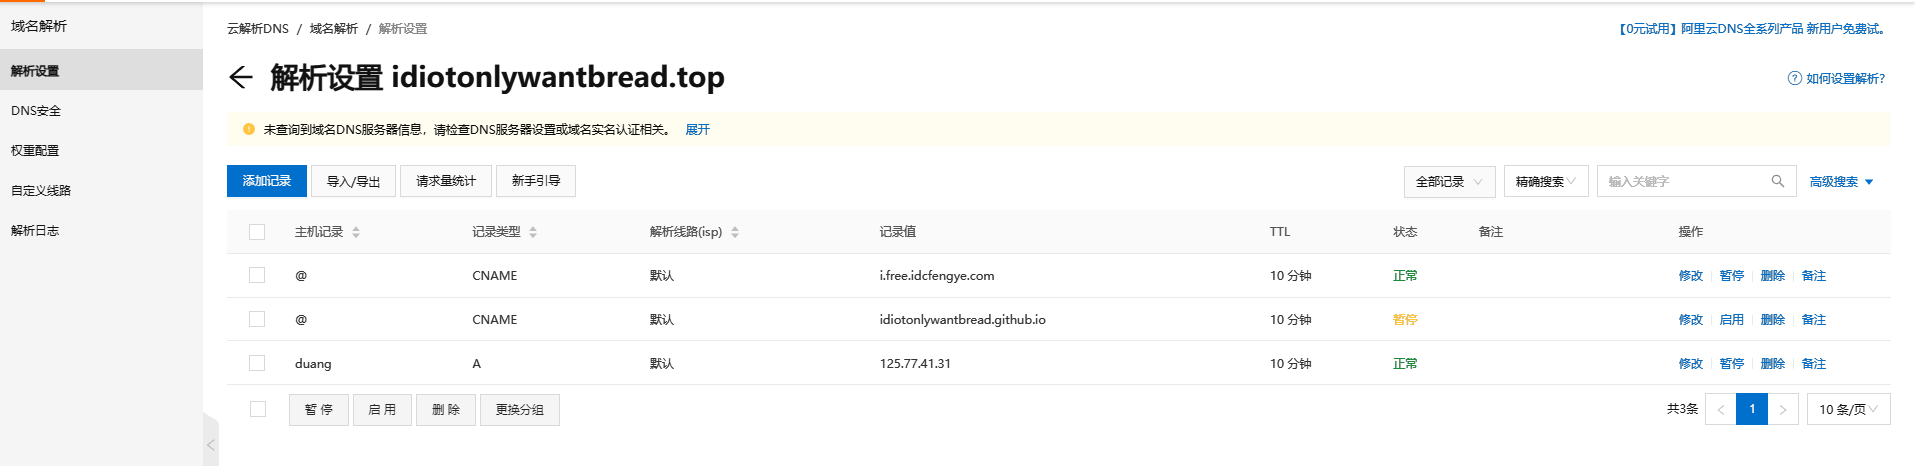 域名解析
解析设置
DNS安全
权重配置
自定义线路
解析日志
云解析DNS / 域名解析 / 解析设置
【0元试用】阿里云DNS全系列产品 新用户免费试。
解析设置 idiotonlywantbread.top
如何设置解析?
未查询到域名DNS服务器信息，请检查DNS服务器设置或域名实名认证相关。 展开
添加记录 导入/导出 请求量统计 新手引导 全部记录 精确搜索 输入关键字 高级搜索
主机记录 记录类型 解析线路(isp) 记录值 TTL 状态 备注 操作
@ CNAME 默认 i.free.idcfengye.com 10 分钟 正常 修改 暂停 删除 备注
@ CNAME 默认 idiotonlywantbread.github.io 10 分钟 暂停 修改 启用 删除 备注
duang A 默认 125.77.41.31 10 分钟 正常 修改 暂停 删除 备注
暂 停 启 用 删 除 更换分组 共3条 < 1 > 10 条/页